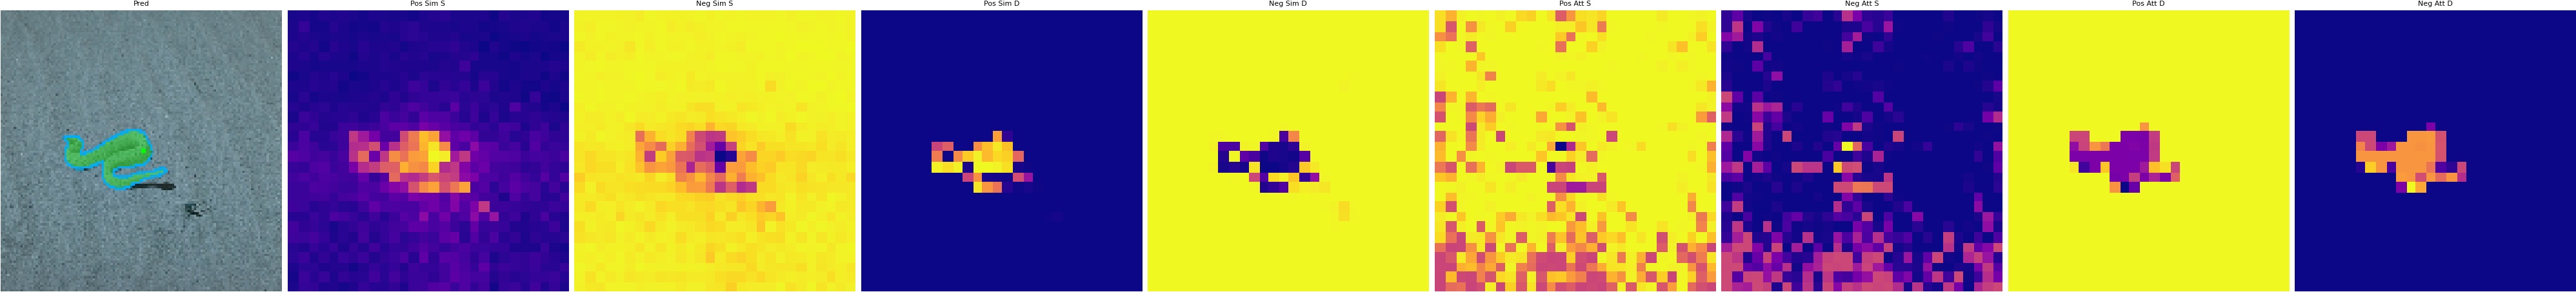 Pred
Pos Sim S
Neg Sim S
Pos Sim D
Neg Sim D
Pos Att S
Neg Att S
Pos Att D
Neg Att D